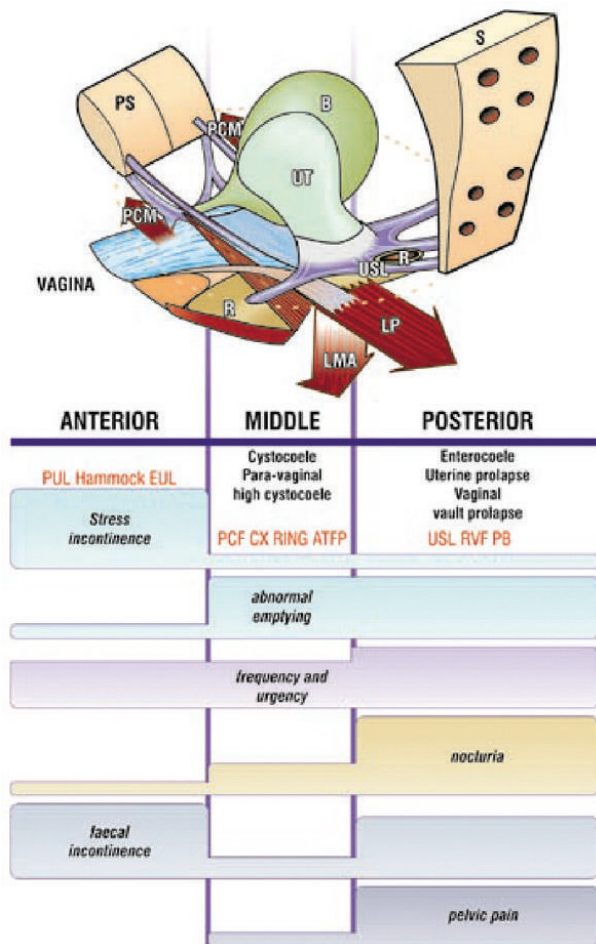 S
PS
B
PCM
UT
PCM
R
USL
VAGINA
R
LP
LMA
ANTERIOR
MIDDLE
POSTERIOR
PUL Hammock EUL
Cystocoele
Para-vaginal
high cystocoele
Enterocoele
Uterine prolapse
Vaginal
vault prolapse
Stress
incontinence
PCF CX RING ATFP
USL RVF PB
abnormal
emptying
frequency and
urgency
nocturia
faecal
incontinence
pelvic pain